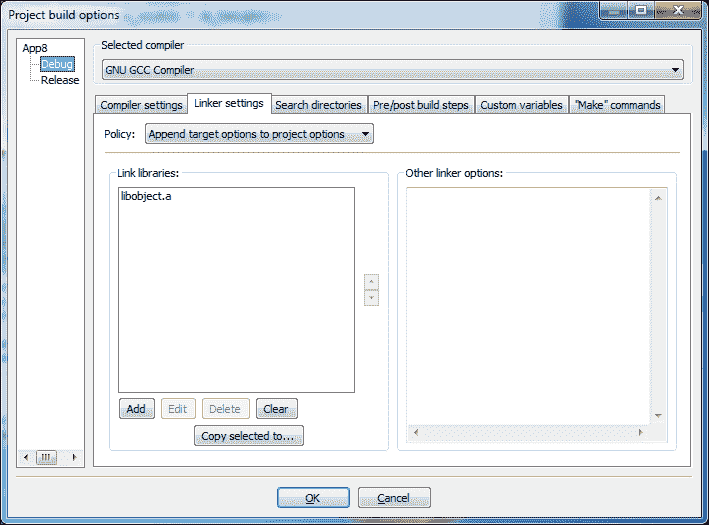 Project build options
App8
Debug
Release
Selected compiler
GNU GCC Compiler
Compiler settings Linker settings Search directories Pre/post build steps Custom variables "Make" commands
Policy: Append target options to project options
Link libraries: Other linker options:
libobject.a
Add Edit Delete Clear
Copy selected to...
OK Cancel